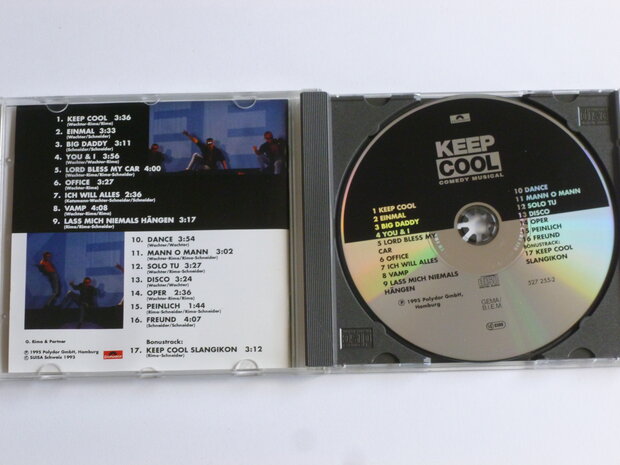 1. KEEP COOL 3:36
(Wachter-Rima/Rima)
2. EINMAL 3:33
(Wachter/Schneider)
3. BIG DADDY 3:11
(Schneider/Schneider)
4. YOU & I 3:56
(Wachter/Wachter-Rima)
5. LORD BLESS MY CAR 4:00
(Wachter-Rima/Rima-Schneider)
6. OFFICE 3:27
7. ICH WILL ALLES 2:36
8. VAMP 4:08
9. LASS MICH NIEMALS HÄNGEN 3:17
(Rima/Rima-Schneider)
10. DANCE 3:54
(Wachter/Wachter)
11. MANN O MANN 3:02
12. SOLO TU 3:27
13. DISCO 3:24
14. OPER 2:36
15. PEINLICH 1:44
16. FREUND 4:07
(Schneider/Schneider)
Bonustrack:
17. KEEP COOL SLANGIKON 3:12
(Rima-Schneider)
O. Rima & Partner
℗ 1995 Polydor GmbH, Hamburg
© SUISA Schweiz 1992
KEEP
COOL
COMEDY MUSICAL
1 KEEP COOL
2 EINMAL
3 BIG DADDY
4 YOU & I
5 LORD BLESS MY
CAR
6 OFFICE
7 ICH WILL ALLES
8 VAMP
9 LASS MICH NIEMALS
HÄNGEN
℗ 1995 Polydor GmbH,
Hamburg
10 DANCE
11 MANN O MANN
12 SOLO TU
13 DISCO
14 OPER
15 PEINLICH
16 FREUND
BONUSTRACK:
17 KEEP COOL
SLANGIKON
527 255-2
GEMA
B.I.E.M.